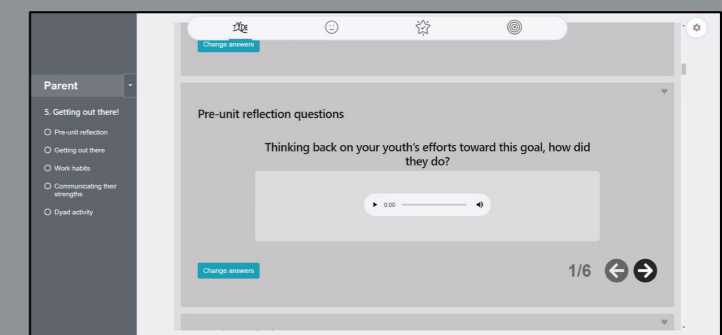 Change answers
Parent
5. Getting out there!
Pre-unit reflection
Getting out there
Work habits
Communicating their
strengths
Dyad activity
Pre-unit reflection questions
Thinking back on your youth's efforts toward this goal, how did
they do?
0:00
Change answers
1/6